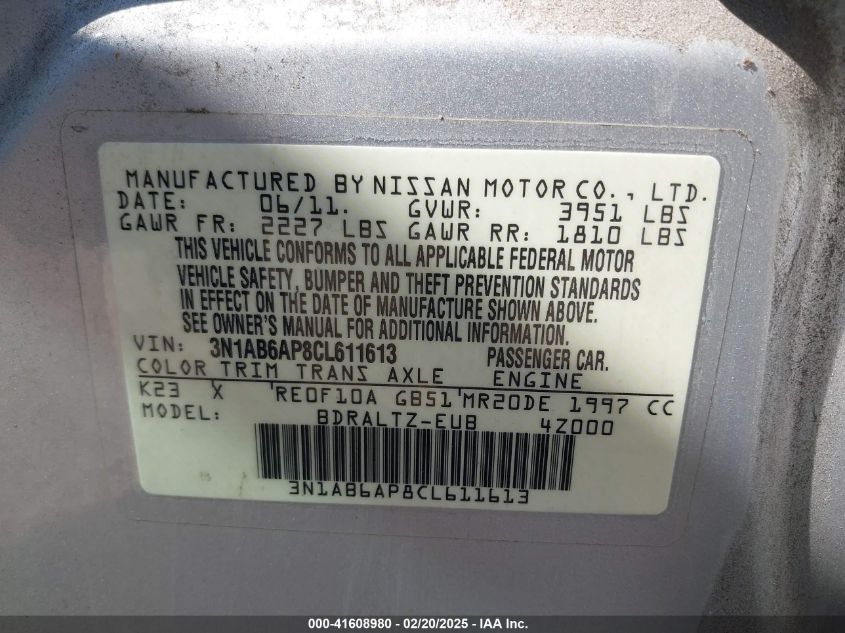 MANUFACTURED BY NISSAN MOTOR CO., LTD.
DATE: 06/11. GVWR: 3951 LBS
GAWR FR: 2227 LBS GAWR RR: 1810 LBS
THIS VEHICLE CONFORMS TO ALL APPLICABLE FEDERAL MOTOR
VEHICLE SAFETY, BUMPER AND THEFT PREVENTION STANDARDS
IN EFFECT ON THE DATE OF MANUFACTURE SHOWN ABOVE.
SEE OWNER'S MANUAL FOR ADDITIONAL INFORMATION.
VIN: 3N1AB6AP8CL611613 PASSENGER CAR.
COLOR TRIM TRANS AXLE ENGINE
K23 X RE0F10A GB51 MR20DE 1997 CC
MODEL: BDRALTZ-EUB 4Z000
3N1AB6AP8CL611613
000-41608980 - 02/20/2025 - IAA Inc.